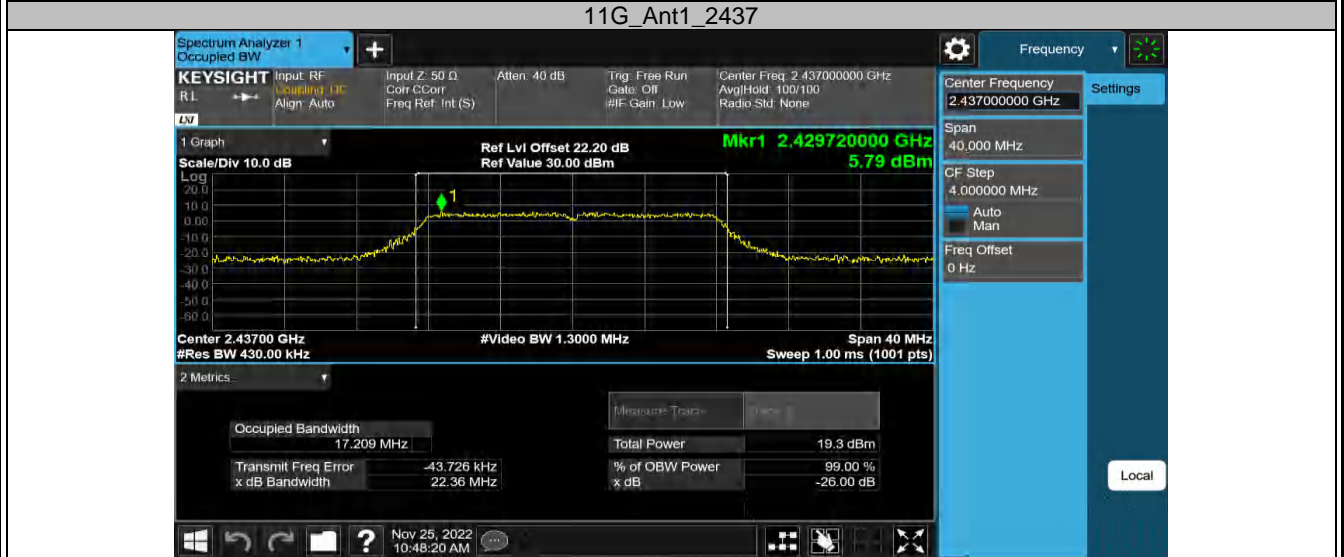 11G_Ant1_2437
Spectrum Analyzer 1
Occupied BW
Frequency
KEYSIGHT
RL
LXI
Input: RF
Coupling: DC
Align: Auto
Input Z: 50 Ω
Corr CCorr
Freq Ref: Int (S)
Atten: 40 dB
Trig: Free Run
Gate: Off
#IF Gain: Low
Center Freq: 2.437000000 GHz
Avg|Hold: 100/100
Radio Std: None
Center Frequency
2.437000000 GHz
Settings
Span
40.000 MHz
CF Step
4.000000 MHz
Auto
Man
Freq Offset
0 Hz
Local
1 Graph
Scale/Div 10.0 dB
Ref Lvl Offset 22.20 dB
Ref Value 30.00 dBm
Mkr1 2.429720000 GHz
5.79 dBm
Log
20.0
10.0
0.00
-10.0
-20.0
-30.0
-40.0
-50.0
-60.0
1
Center 2.43700 GHz
#Res BW 430.00 kHz
#Video BW 1.3000 MHz
Span 40 MHz
Sweep 1.00 ms (1001 pts)
2 Metrics
Measure Trace
Occupied Bandwidth
17.209 MHz
Total Power 19.3 dBm
Transmit Freq Error -43.726 kHz
% of OBW Power 99.00 %
x dB Bandwidth 22.36 MHz
x dB -26.00 dB
?
Nov 25, 2022
10:48:20 AM